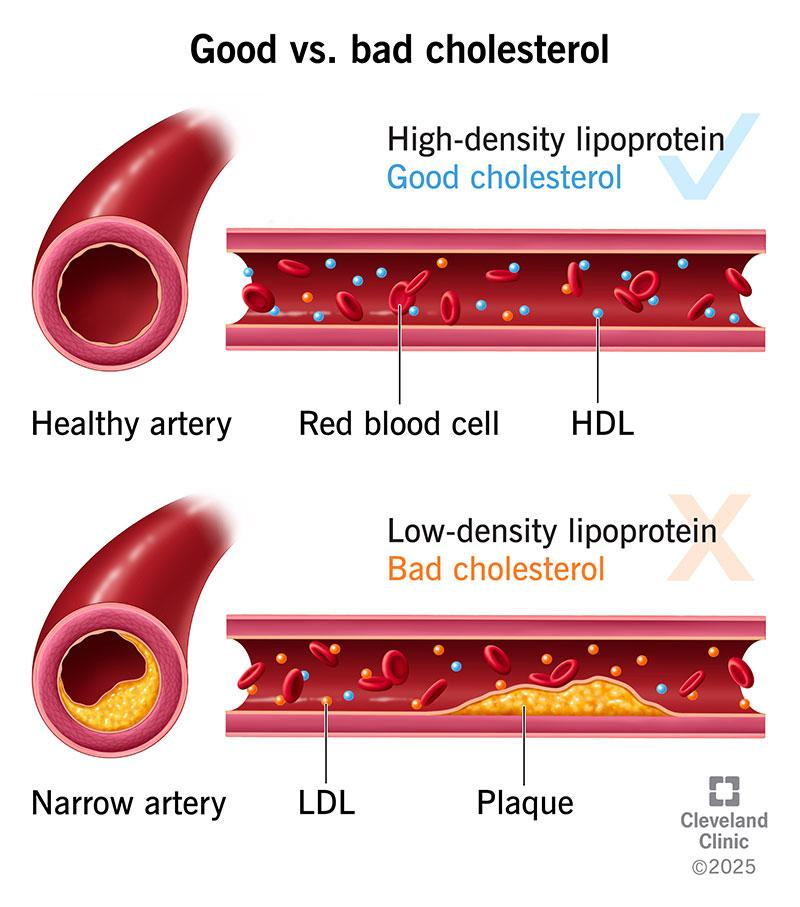 Good vs. bad cholesterol
High-density lipoprotein
Good cholesterol
Healthy artery
Red blood cell
HDL
Low-density lipoprotein
Bad cholesterol
Narrow artery
LDL
Plaque
Cleveland
Clinic
©2025